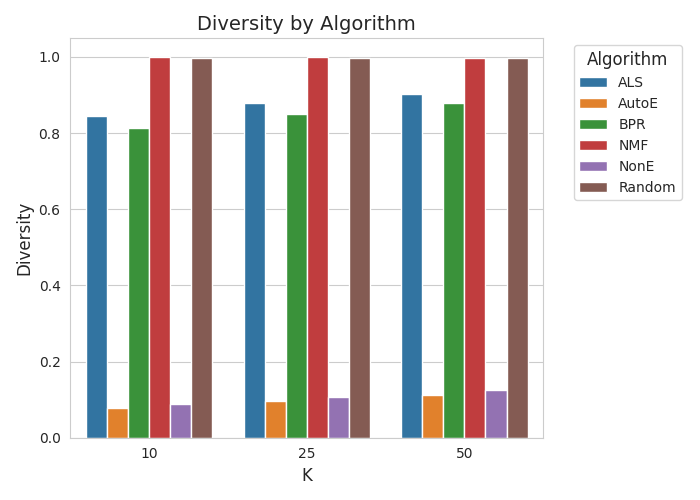 Diversity by Algorithm
Diversity
1.0
0.8
0.6
0.4
0.2
0.0
10
25
50
K
Algorithm
ALS
AutoE
BPR
NMF
NonE
Random